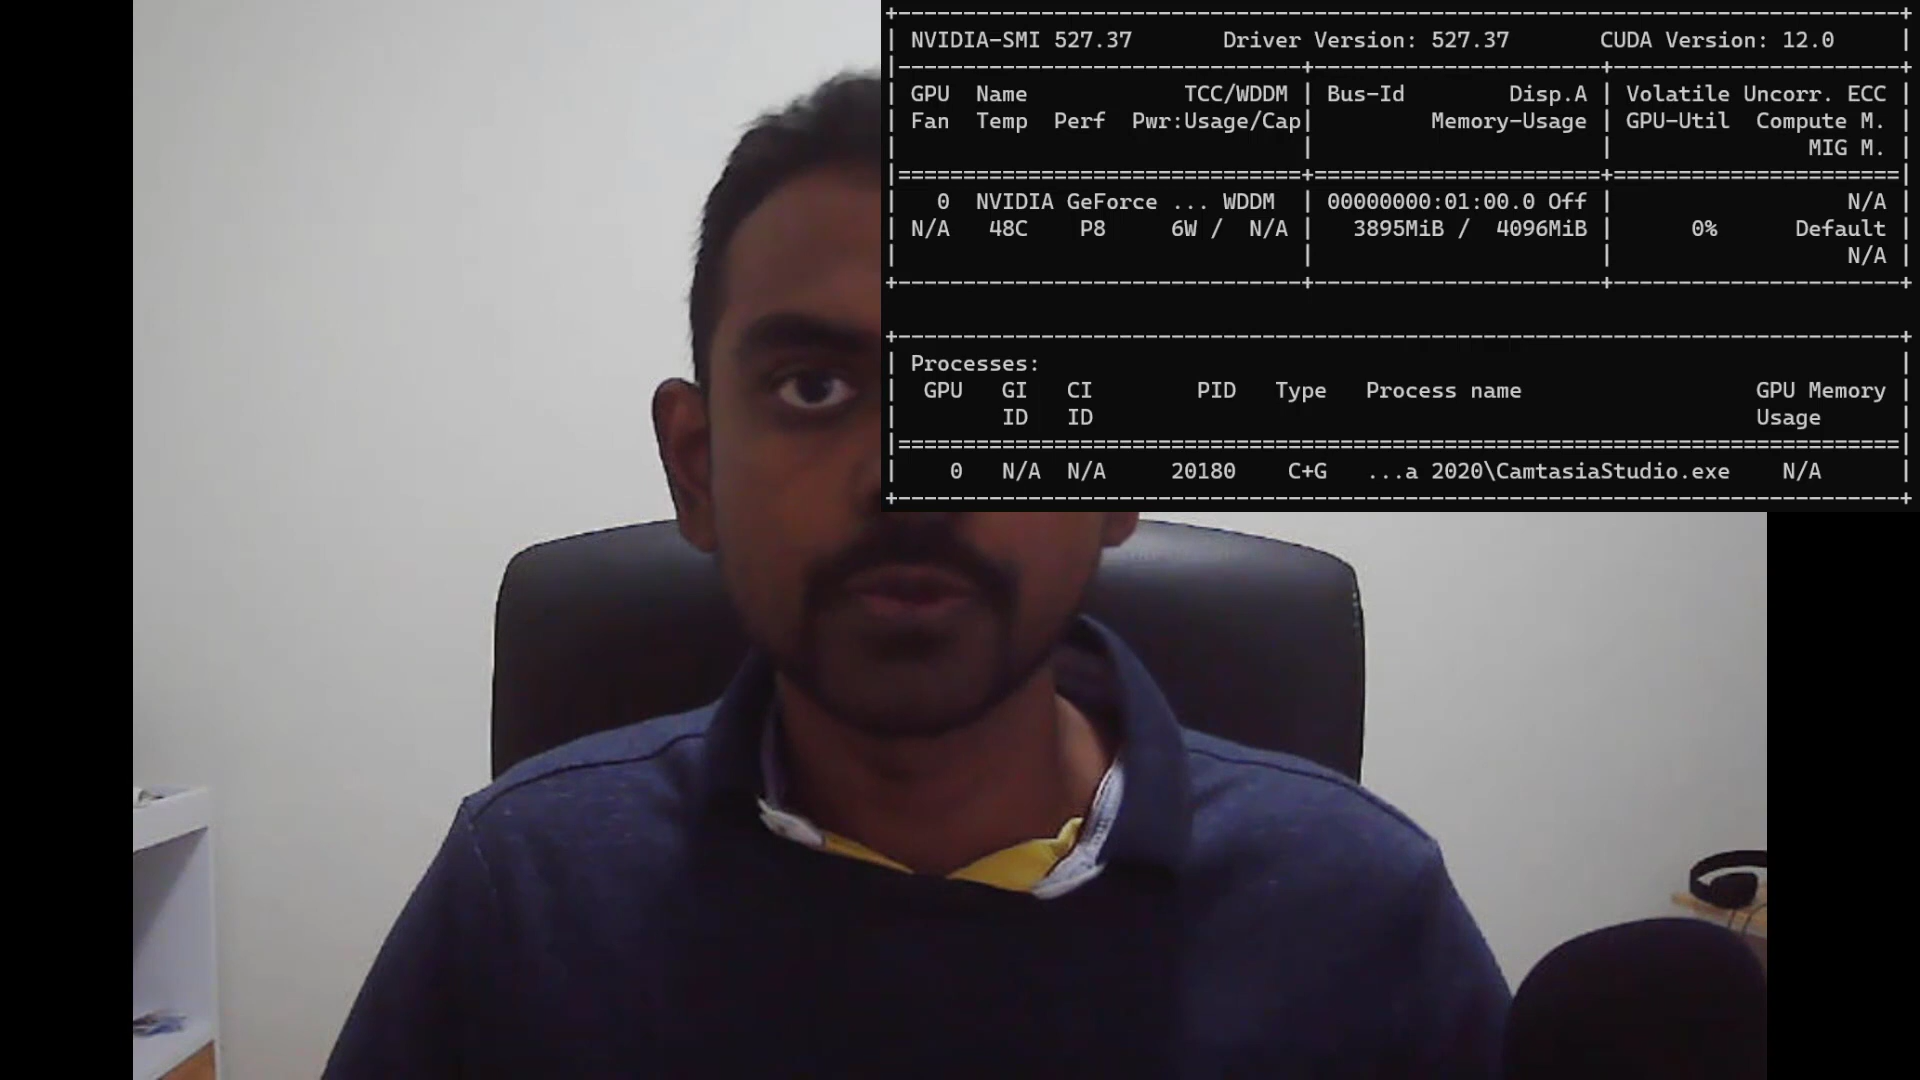 NVIDIA-SMI 527.37 Driver Version: 527.37 CUDA Version: 12.0
GPU Name TCC/WDDM | Bus-Id Disp.A | Volatile Uncorr. ECC
Fan Temp Perf Pwr:Usage/Cap| Memory-Usage | GPU-Util Compute M.
MIG M.
0 NVIDIA GeForce ... WDDM | 00000000:01:00.0 Off | N/A
N/A 48C P8 6W / N/A | 3895MiB / 4096MiB | 0% Default
N/A
Processes:
GPU GI CI PID Type Process name GPU Memory
ID ID Usage
0 N/A N/A 20180 C+G ...a 2020\CamtasiaStudio.exe N/A